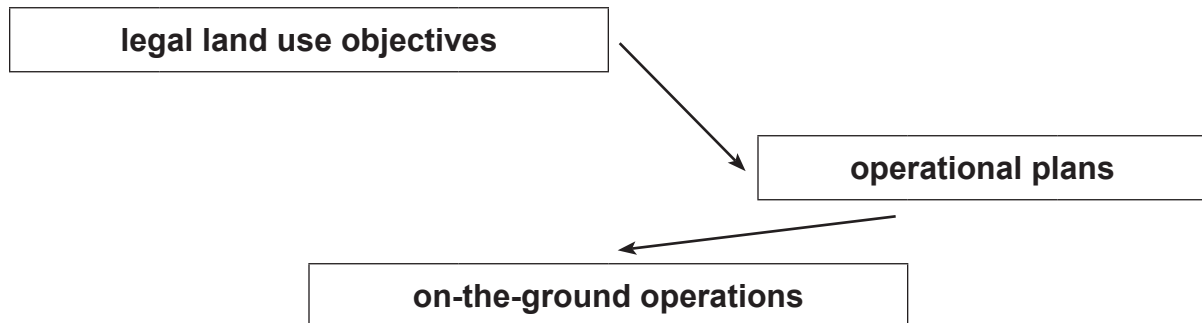 legal land use objectives
operational plans
on-the-ground operations